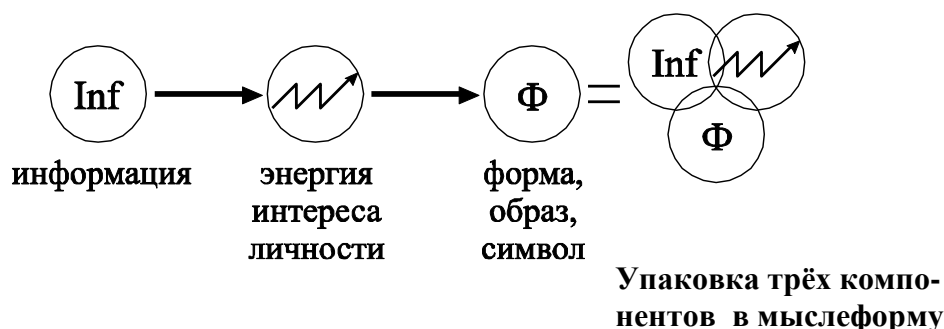 Inf
Ф
=
Inf
Ф
информация
энергия
интереса
личности
форма,
образ,
символ
Упаковка трёх компо-
нентов в мыслеформу